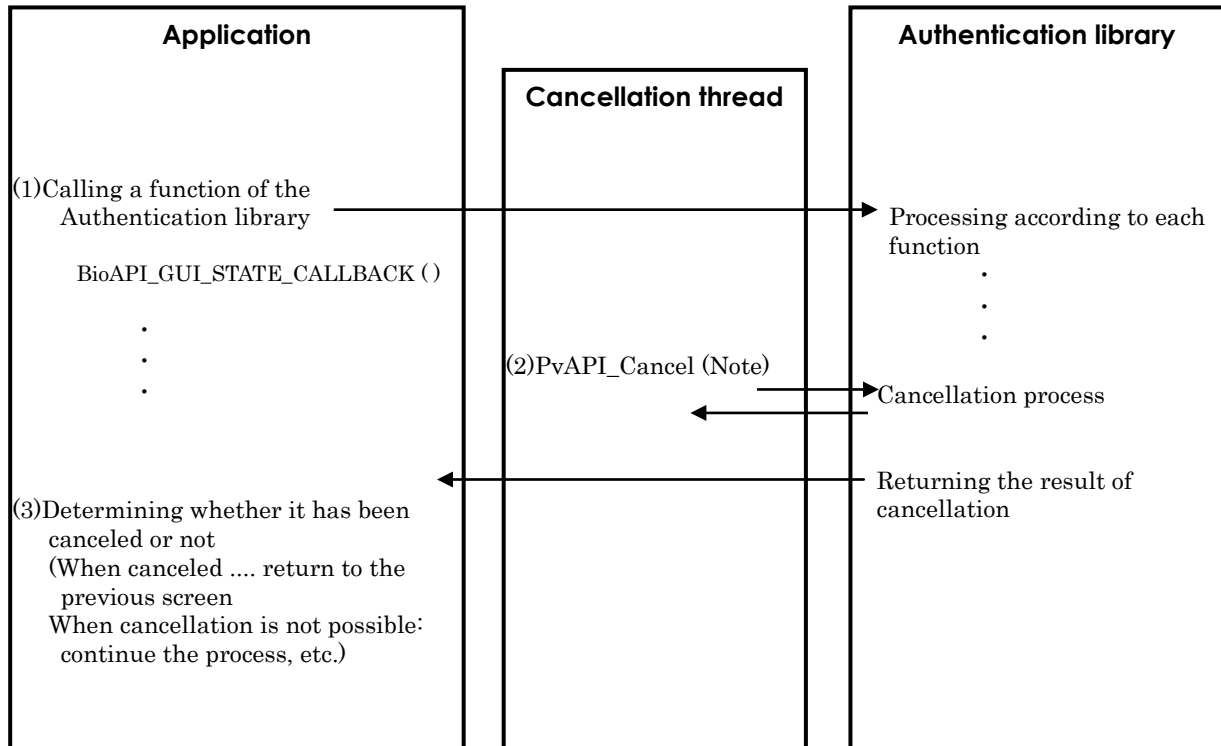 Application
Authentication library
Cancellation thread
(1)Calling a function of the
Authentication library
Processing according to each
function
BioAPI_GUI_STATE_CALLBACK ( )
.
.
.
.
.
.
(2)PvAPI_Cancel (Note)
Cancellation process
Returning the result of
cancellation
(3)Determining whether it has been
canceled or not
(When canceled .... return to the
previous screen
When cancellation is not possible:
continue the process, etc.)